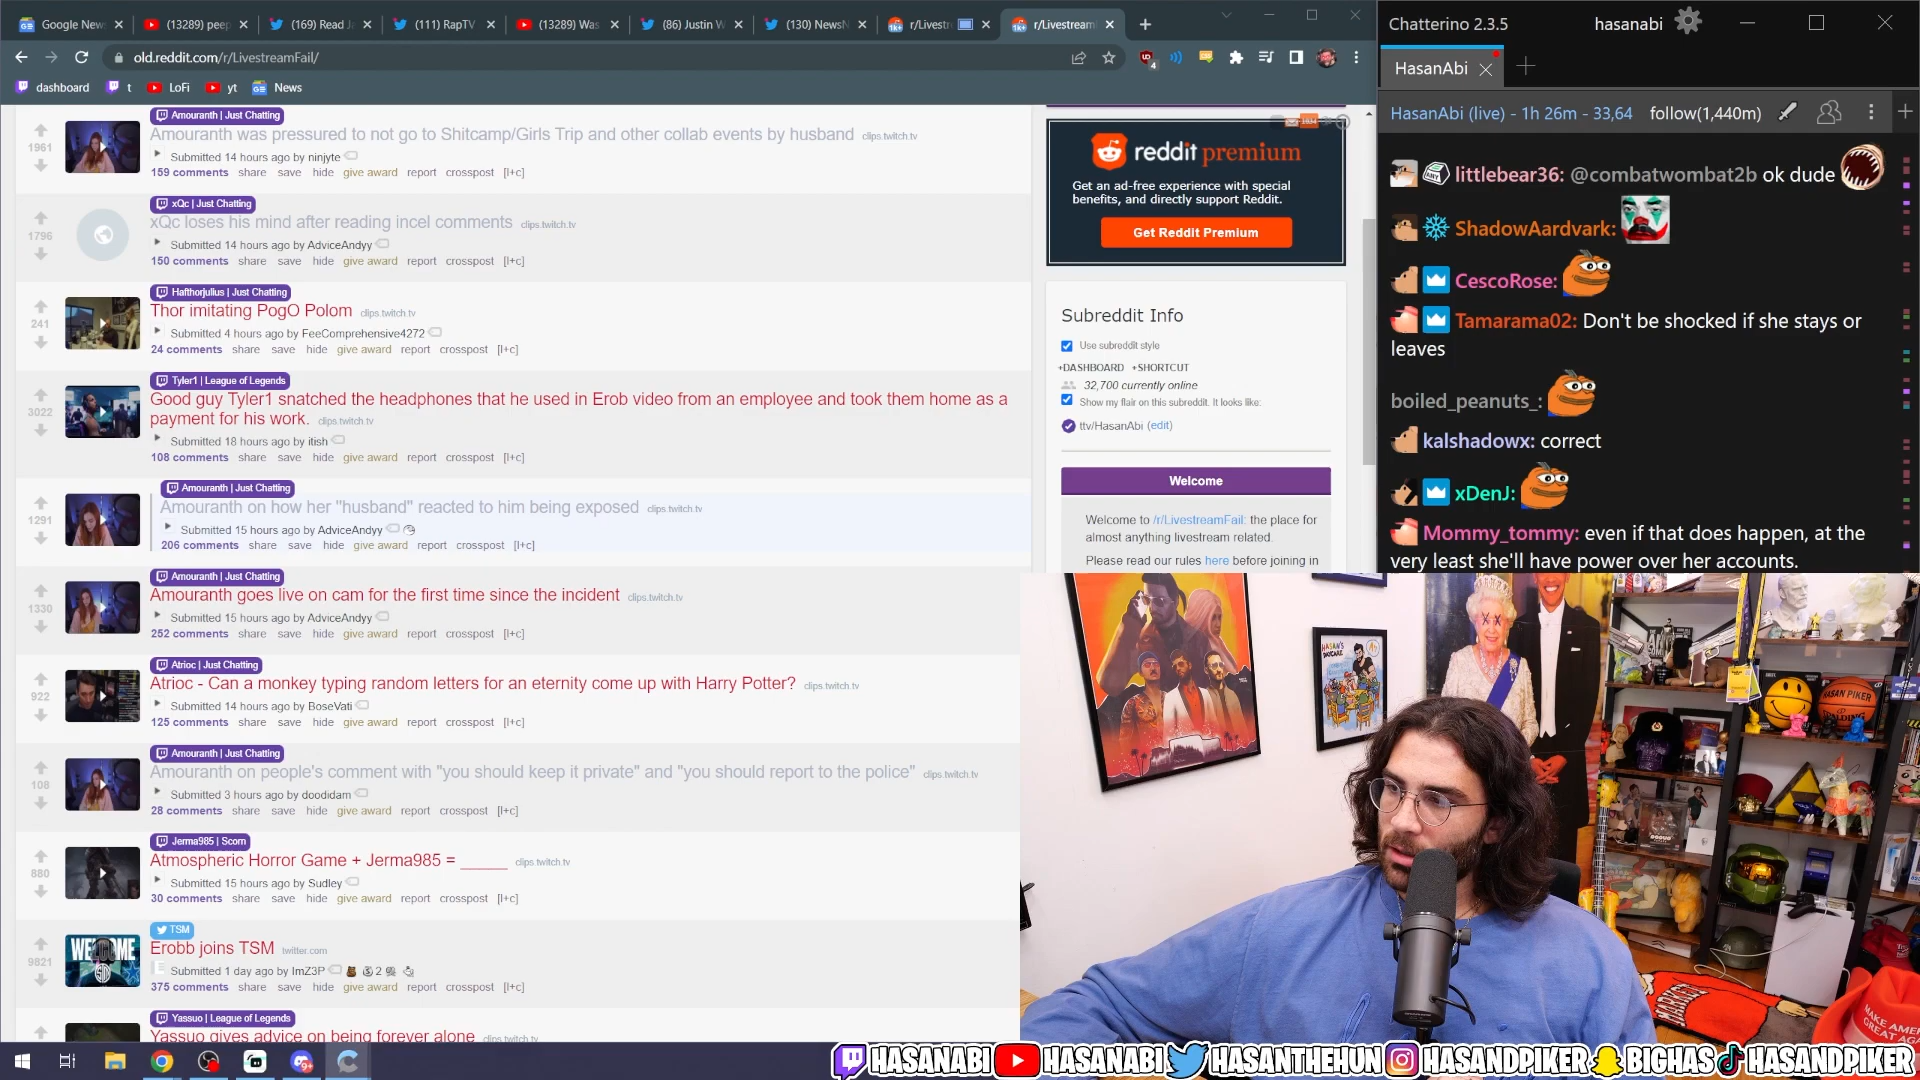 Google New
(13289) peep
(169) Read J
(111) RapTV
(13289) Was
(86) Justin W
(130) NewsN
r/Livestr
r/Livestream
old.reddit.com/r/LivestreamFail/
dashboard
t
LoFi
yt
News
Amouranth | Just Chatting
1961
Amouranth was pressured to not go to Shitcamp/Girls Trip and other collab events by husband clips.twitch.tv
Submitted 14 hours ago by ninjyte
159 comments share save hide give award report crosspost [l+c]
xQc | Just Chatting
1796
xQc loses his mind after reading incel comments clips.twitch.tv
Submitted 14 hours ago by AdviceAndyy
150 comments share save hide give award report crosspost [l+c]
Hafthorjulius | Just Chatting
241
Thor imitating PogO Polom clips.twitch.tv
Submitted 4 hours ago by FeeComprehensive4272
24 comments share save hide give award report crosspost [l+c]
Tyler1 | League of Legends
3022
Good guy Tyler1 snatched the headphones that he used in Erob video from an employee and took them home as a
payment for his work. clips.twitch.tv
Submitted 18 hours ago by itish
108 comments share save hide give award report crosspost [l+c]
Amouranth | Just Chatting
1291
Amouranth on how her "husband" reacted to him being exposed clips.twitch.tv
Submitted 15 hours ago by AdviceAndyy
206 comments share save hide give award report crosspost [l+c]
Amouranth | Just Chatting
1330
Amouranth goes live on cam for the first time since the incident clips.twitch.tv
Submitted 15 hours ago by AdviceAndyy
252 comments share save hide give award report crosspost [l+c]
Atrioc | Just Chatting
922
Atrioc - Can a monkey typing random letters for an eternity come up with Harry Potter? clips.twitch.tv
Submitted 14 hours ago by BoseVati
125 comments share save hide give award report crosspost [l+c]
Amouranth | Just Chatting
108
Amouranth on people's comment with "you should keep it private" and "you should report to the police" clips.twitch.tv
Submitted 3 hours ago by doodidam
28 comments share save hide give award report crosspost [l+c]
Jerma985 | Scorn
880
Atmospheric Horror Game + Jerma985 = _____ clips.twitch.tv
Submitted 15 hours ago by Sudley
30 comments share save hide give award report crosspost [l+c]
TSM
WELCOME
9821
Erobb joins TSM twitter.com
Submitted 1 day ago by ImZ3P 2
375 comments share save hide give award report crosspost [l+c]
Yassuo | League of Legends
Yassuo gives advice on being forever alone clips.twitch.tv
reddit premium
Get an ad-free experience with special
benefits, and directly support Reddit.
Get Reddit Premium
Subreddit Info
Use subreddit style
+DASHBOARD +SHORTCUT
32,700 currently online
Show my flair on this subreddit. It looks like:
ttv/HasanAbi (edit)
Welcome
Welcome to /r/LivestreamFail: the place for
almost anything livestream related.
Please read our rules here before joining in
Chatterino 2.3.5
hasanabi
HasanAbi
HasanAbi (live) - 1h 26m - 33,64
follow(1,440m)
littlebear36: @combatwombat2b ok dude
ShadowAardvark:
CescoRose:
Tamarama02: Don't be shocked if she stays or
leaves
boiled_peanuts_:
kalshadowx: correct
xDenJ:
Mommy_tommy: even if that does happen, at the
very least she'll have power over her accounts.
HASAN PIKER
SPALDING
HASANABI HASANABI HASANTHEHUN HASANDPIKER BIGHAS HASANDPIKER